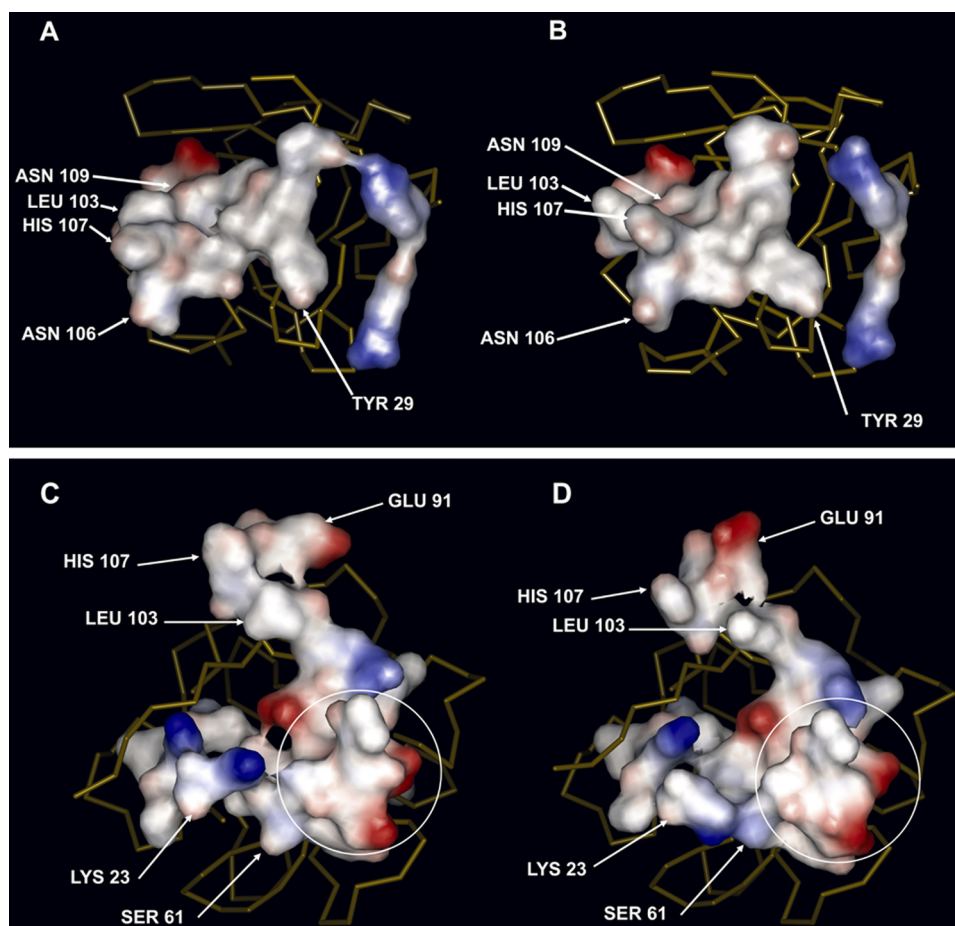 A
B
ASN 109
LEU 103
HIS 107
ASN 106
TYR 29
ASN 109
LEU 103
HIS 107
ASN 106
TYR 29
C
D
GLU 91
HIS 107
LEU 103
LYS 23
SER 61
GLU 91
HIS 107
LEU 103
LYS 23
SER 61